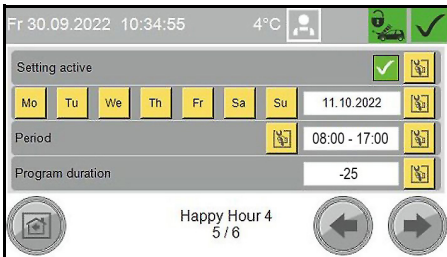 Fr 30.09.2022 10:34:55 4°C
Setting active
Mo Tu We Th Fr Sa Su 11.10.2022
Period 08:00 - 17:00
Program duration -25
Happy Hour 4
5 / 6